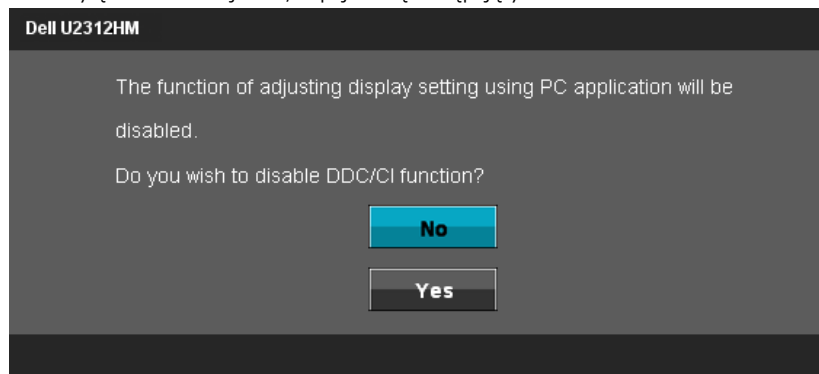 Dell U2312HM
The function of adjusting display setting using PC application will be
disabled.
Do you wish to disable DDC/CI function?
No
Yes